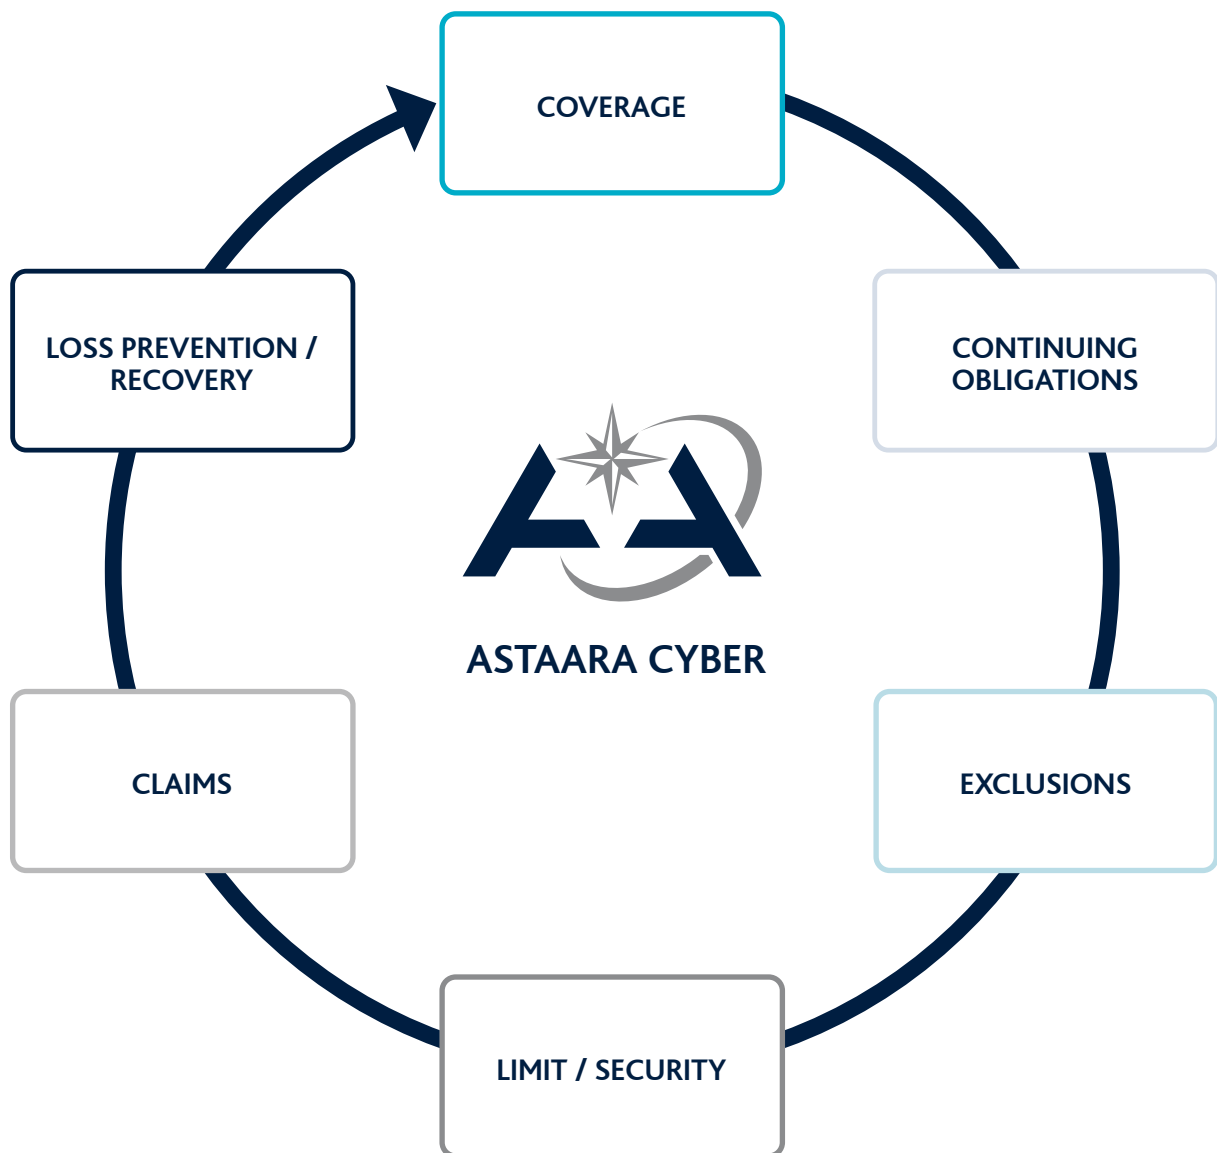 COVERAGE
CONTINUING
OBLIGATIONS
EXCLUSIONS
LIMIT / SECURITY
CLAIMS
LOSS PREVENTION /
RECOVERY
ASTAARA CYBER